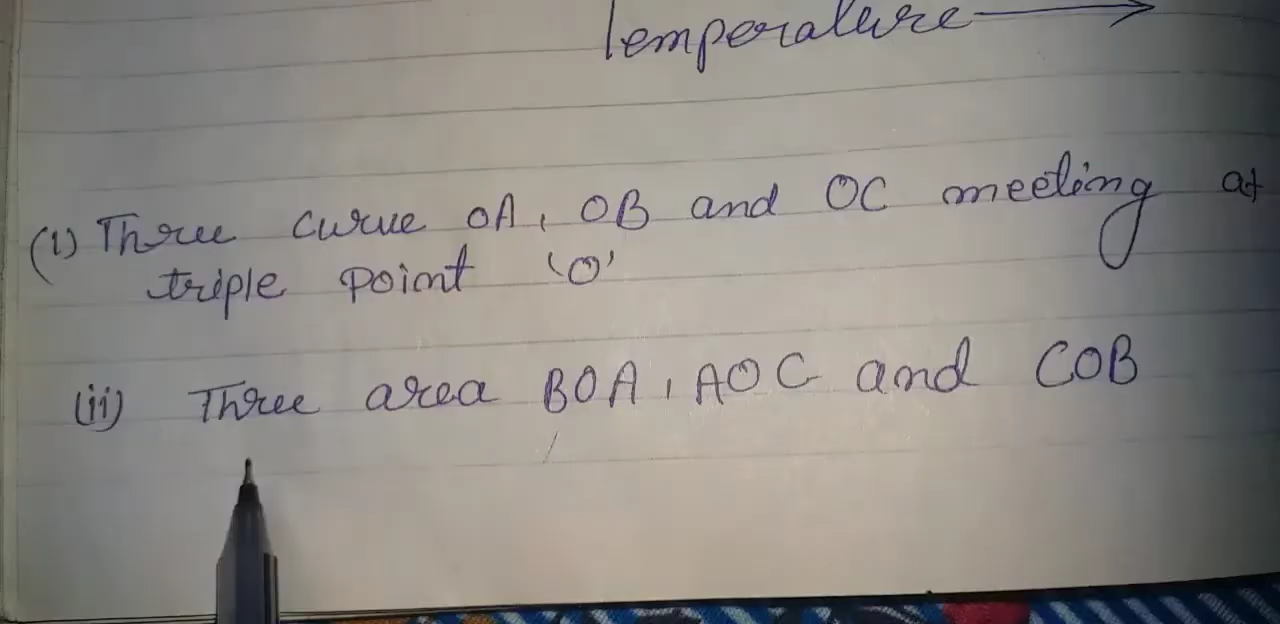 Temperature
(i) Three curve OA, OB and OC meeting at
triple point 'O'
(ii) Three area BOA, AOC and COB